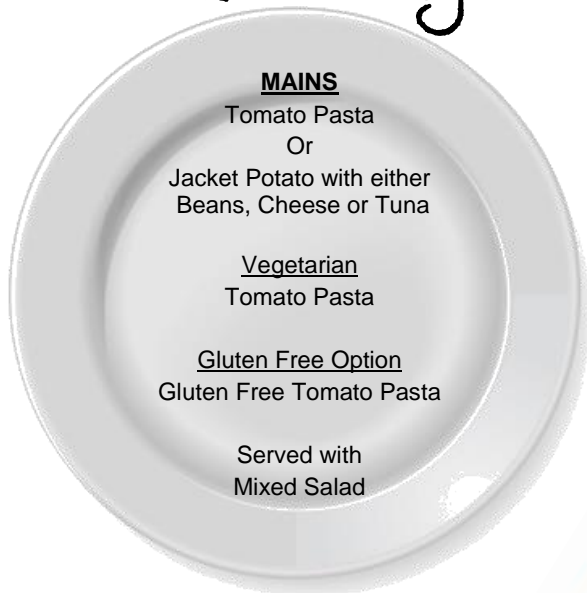 MAINS
Tomato Pasta
Or
Jacket Potato with either
Beans, Cheese or Tuna
Vegetarian
Tomato Pasta
Gluten Free Option
Gluten Free Tomato Pasta
Served with
Mixed Salad